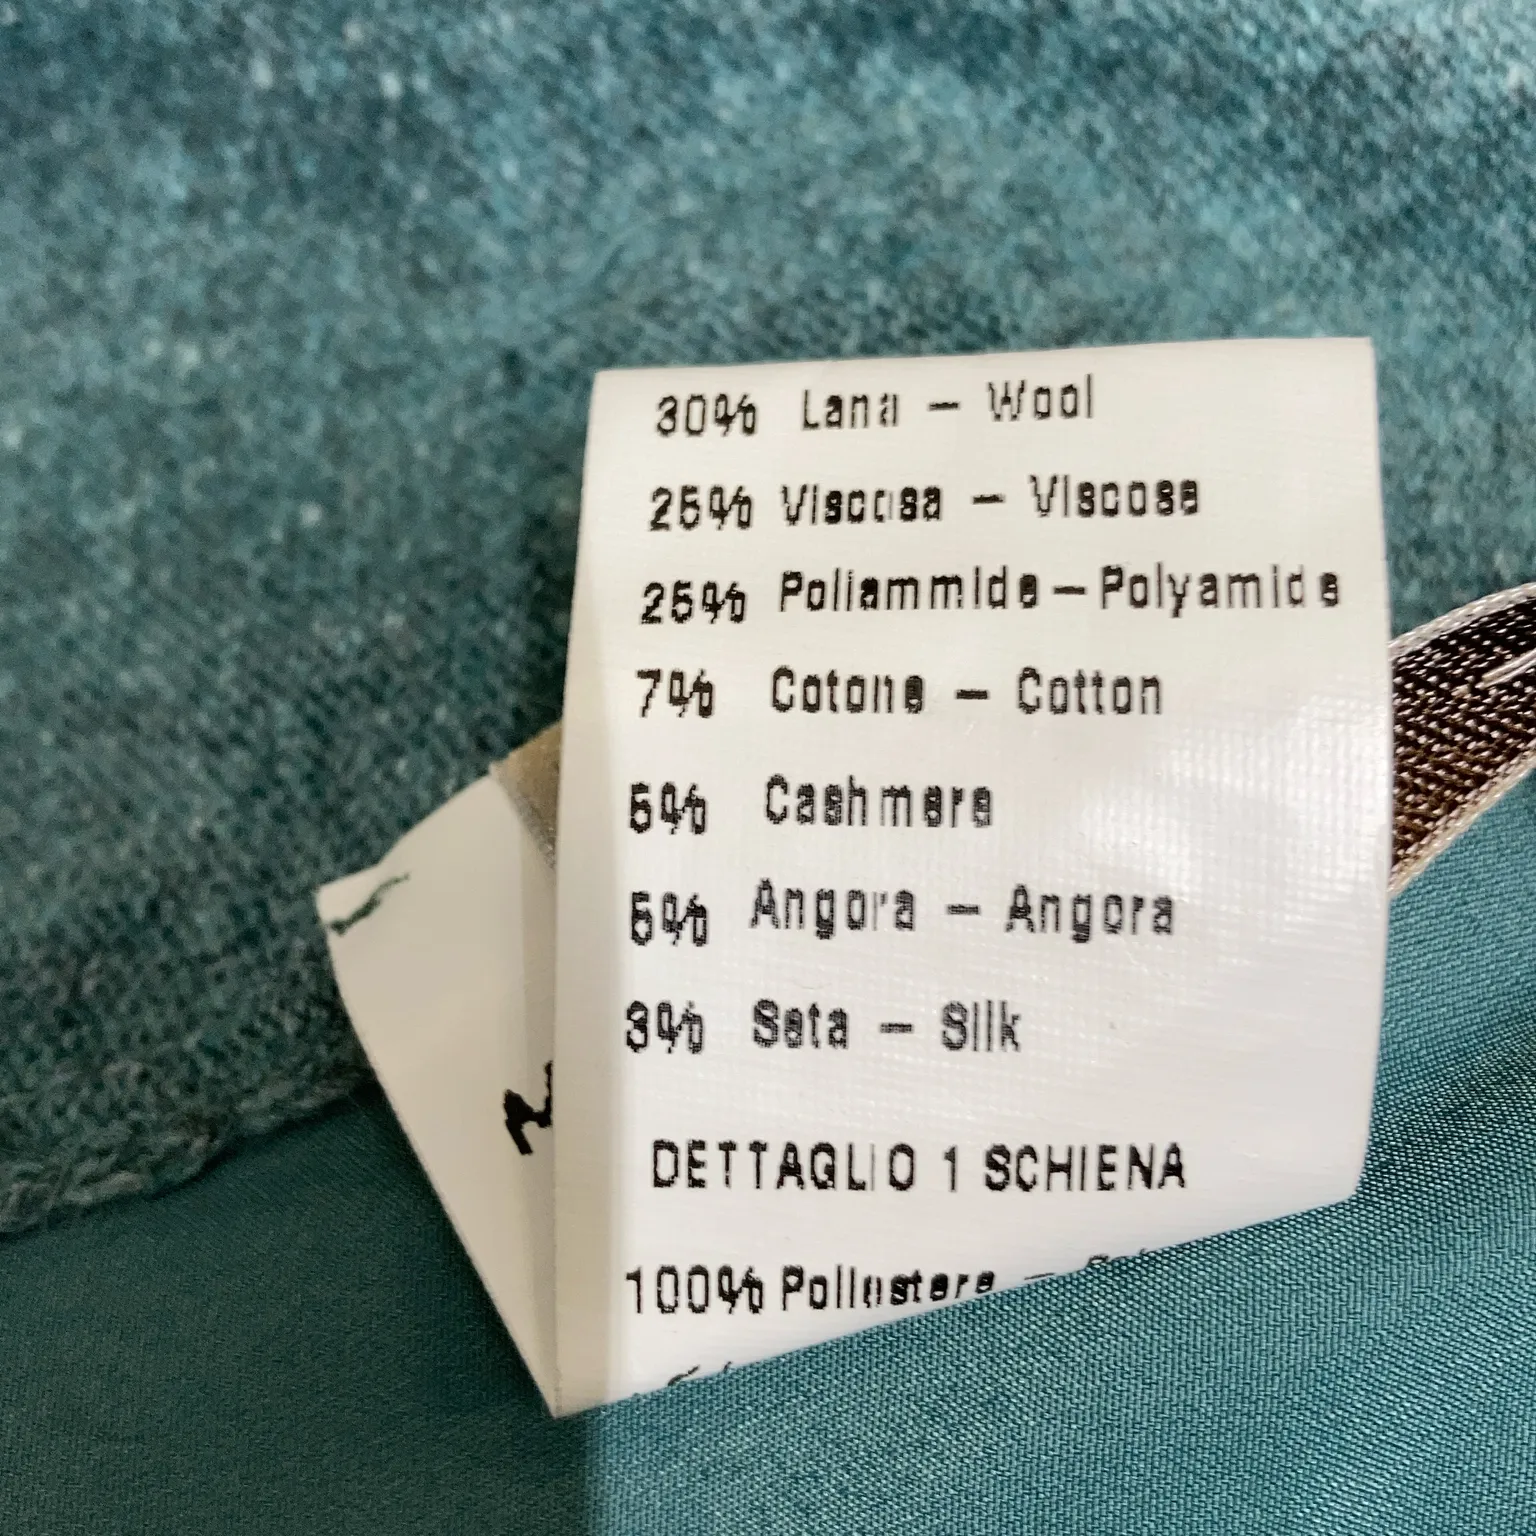 30% Lana - Wool
25% Viscosa - Viscose
25% Poliammide - Polyamide
7% Cotone - Cotton
5% Cashmere
5% Angora - Angora
3% Seta - Silk
DETTAGLIO 1 SCHIENA
100% Poliestere -